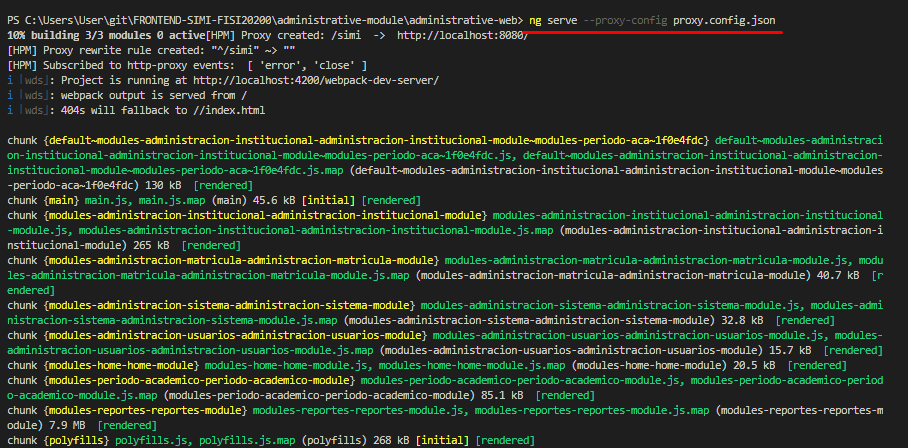 PS C:\Users\User\git\FRONTEND-SIMI-FISI20200\administrative-module\administrative-web> ng serve --proxy-config proxy.config.json
10% building 3/3 modules 0 active[HPM] Proxy created: /simi  ->  http://localhost:8080/
[HPM] Proxy rewrite rule created: "^/simi" ~> ""
[HPM] Subscribed to http-proxy events:  [ 'error', 'close' ]
i ｢wds｣: Project is running at http://localhost:4200/webpack-dev-server/
i ｢wds｣: webpack output is served from /
i ｢wds｣: 404s will fallback to //index.html
chunk {default~modules-administracion-institucional-administracion-institucional-module~modules-periodo-aca~1f0e4fdc} default~modules-administraci
on-institucional-administracion-institucional-module~modules-periodo-aca~1f0e4fdc.js, default~modules-administracion-institucional-administracion-
institucional-module~modules-periodo-aca~1f0e4fdc.js.map (default~modules-administracion-institucional-administracion-institucional-module~modules
-periodo-aca~1f0e4fdc) 130 kB  [rendered]
chunk {main} main.js, main.js.map (main) 45.6 kB [initial] [rendered]
chunk {modules-administracion-institucional-administracion-institucional-module} modules-administracion-institucional-administracion-institucional
-module.js, modules-administracion-institucional-administracion-institucional-module.js.map (modules-administracion-institucional-administracion-i
nstitucional-module) 265 kB  [rendered]
chunk {modules-administracion-matricula-administracion-matricula-module} modules-administracion-matricula-administracion-matricula-module.js, modu
les-administracion-matricula-administracion-matricula-module.js.map (modules-administracion-matricula-administracion-matricula-module) 40.7 kB  [r
endered]
chunk {modules-administracion-sistema-administracion-sistema-module} modules-administracion-sistema-administracion-sistema-module.js, modules-admi
nistracion-sistema-administracion-sistema-module.js.map (modules-administracion-sistema-administracion-sistema-module) 32.8 kB  [rendered]
chunk {modules-administracion-usuarios-administracion-usuarios-module} modules-administracion-usuarios-administracion-usuarios-module.js, modules-
administracion-usuarios-administracion-usuarios-module.js.map (modules-administracion-usuarios-administracion-usuarios-module) 15.7 kB  [rendered]
chunk {modules-home-home-module} modules-home-home-module.js, modules-home-home-module.js.map (modules-home-home-module) 20.5 kB  [rendered]
chunk {modules-periodo-academico-periodo-academico-module} modules-periodo-academico-periodo-academico-module.js, modules-periodo-academico-period
o-academico-module.js.map (modules-periodo-academico-periodo-academico-module) 85.1 kB  [rendered]
chunk {modules-reportes-reportes-module} modules-reportes-reportes-module.js, modules-reportes-reportes-module.js.map (modules-reportes-reportes-m
odule) 7.9 MB  [rendered]
chunk {polyfills} polyfills.js, polyfills.js.map (polyfills) 268 kB [initial] [rendered]